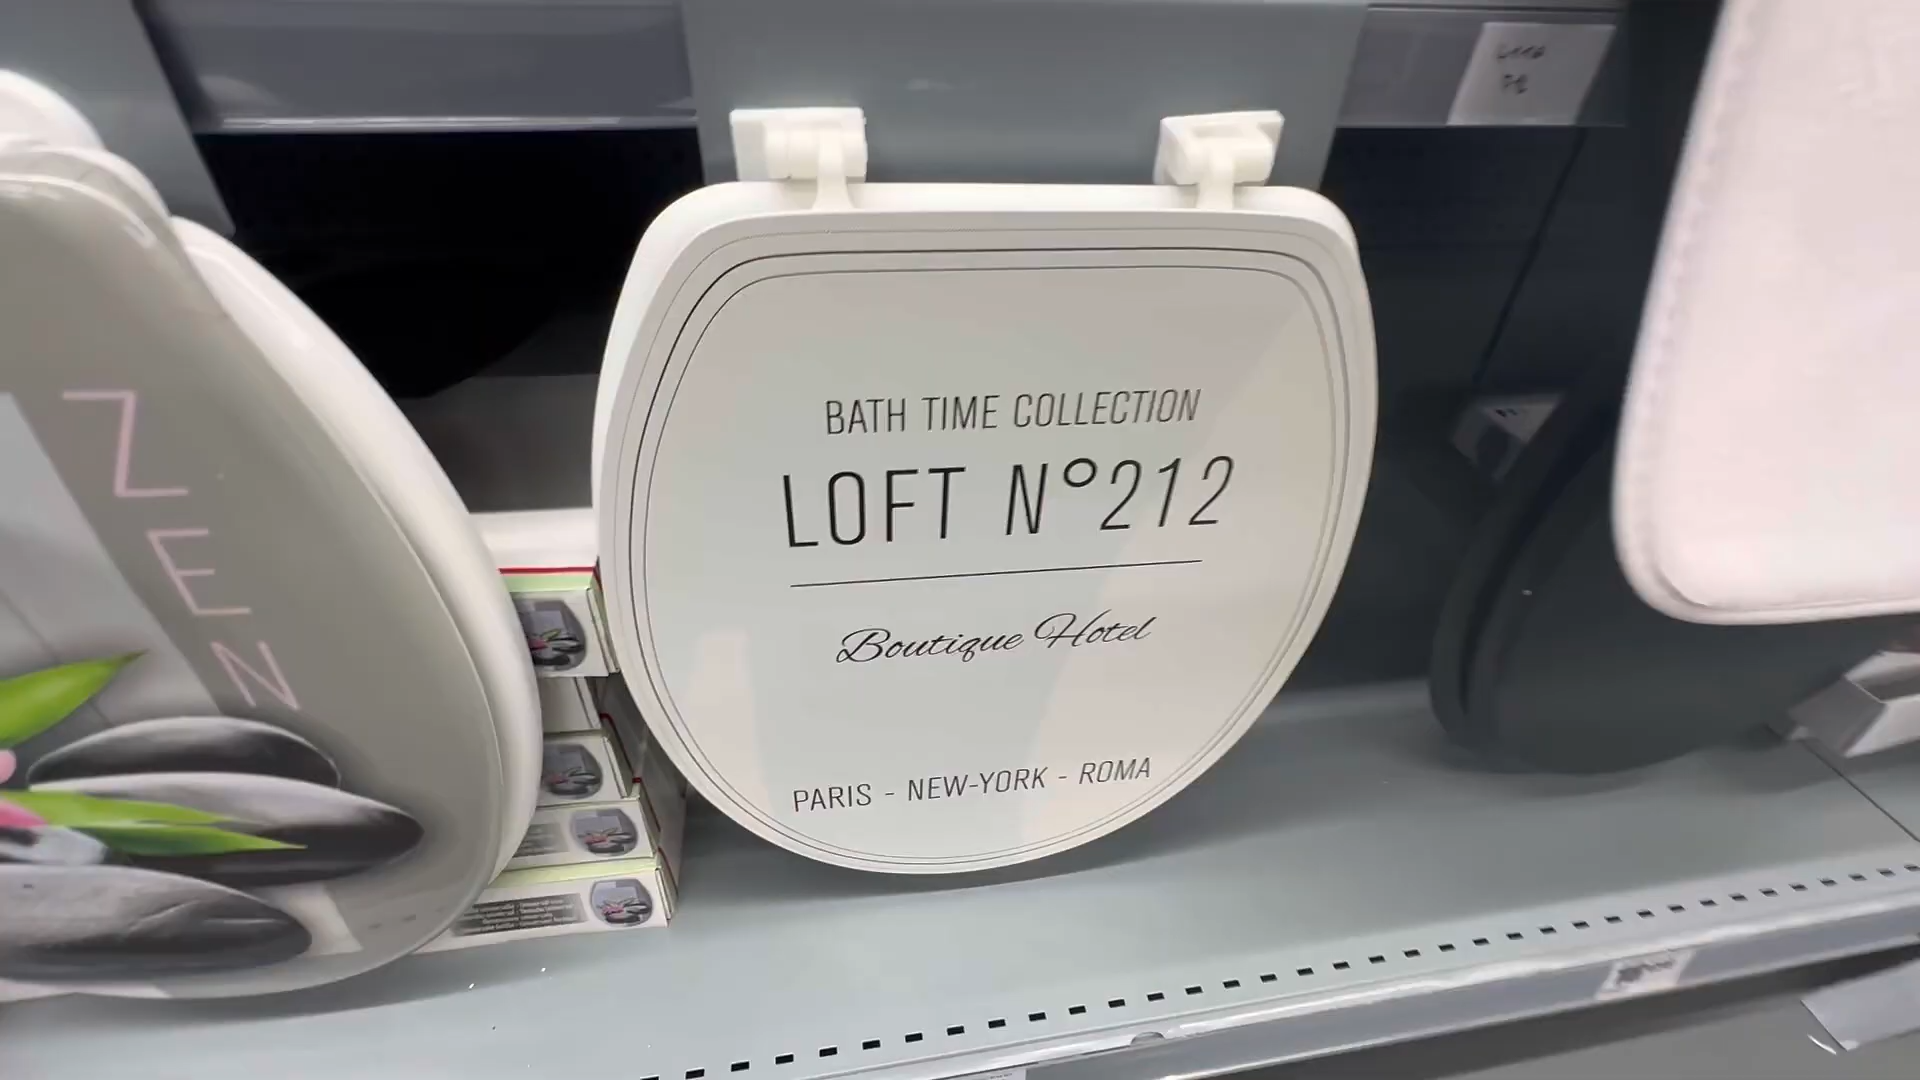 ZEN
BATH TIME COLLECTION
LOFT N°212
Boutique Hotel
PARIS - NEW-YORK - ROMA